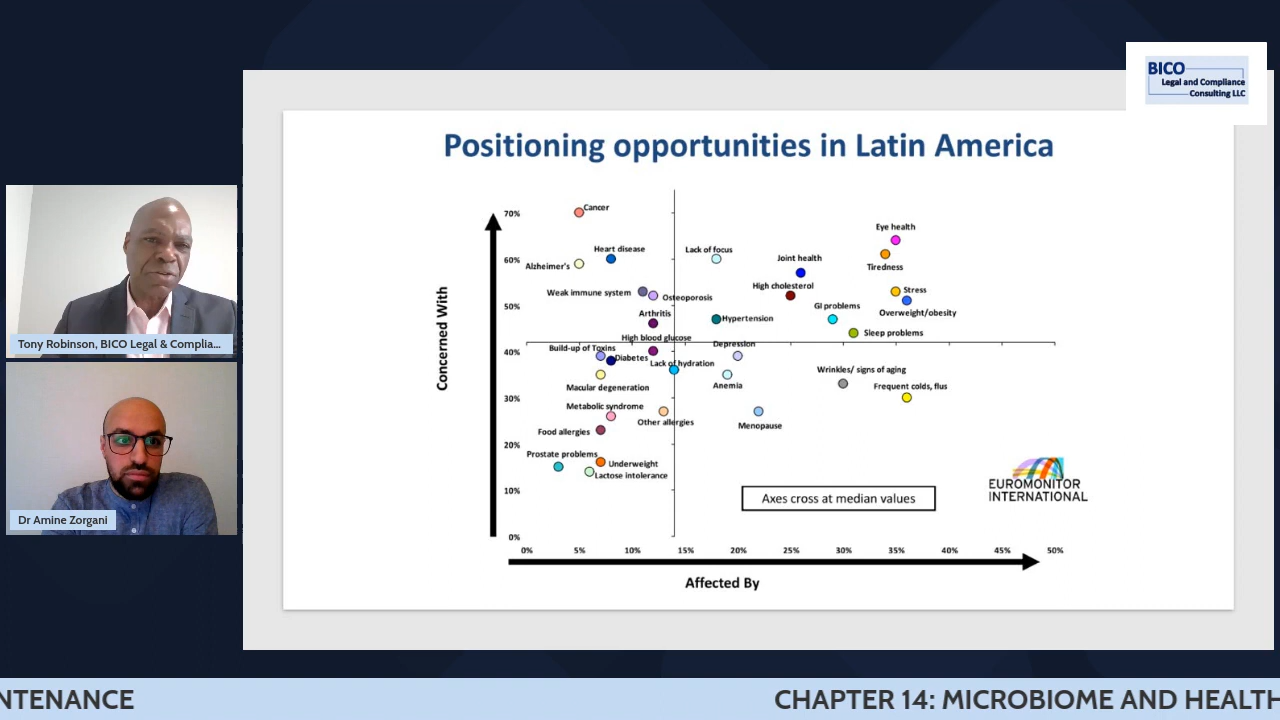 BICO
Legal and Compliance
Consulting LLC
Positioning opportunities in Latin America
Concerned With
70%
60%
50%
40%
30%
20%
10%
0%
Cancer
Eye health
Heart disease
Lack of focus
Joint health
Alzheimer's
Tiredness
High cholesterol
Weak immune system
Osteoporosis
Stress
GI problems
Overweight/obesity
Arthritis
Hypertension
Sleep problems
High blood glucose
Depression
Build-up of Toxins
Diabetes
Lack of hydration
Wrinkles/ signs of aging
Macular degeneration
Anemia
Frequent colds, flus
Metabolic syndrome
Other allergies
Menopause
Food allergies
Prostate problems
Underweight
Lactose intolerance
EUROMONITOR
INTERNATIONAL
Axes cross at median values
0%
5%
10%
15%
20%
25%
30%
35%
40%
45%
50%
Affected By
Tony Robinson, BICO Legal & Complia...
Dr Amine Zorgani
NTENANCE
CHAPTER 14: MICROBIOME AND HEALTH